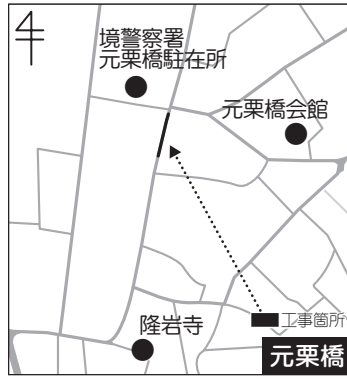 境警察署
元栗橋駐在所
元栗橋会館
隆岩寺
工事箇所
元栗橋